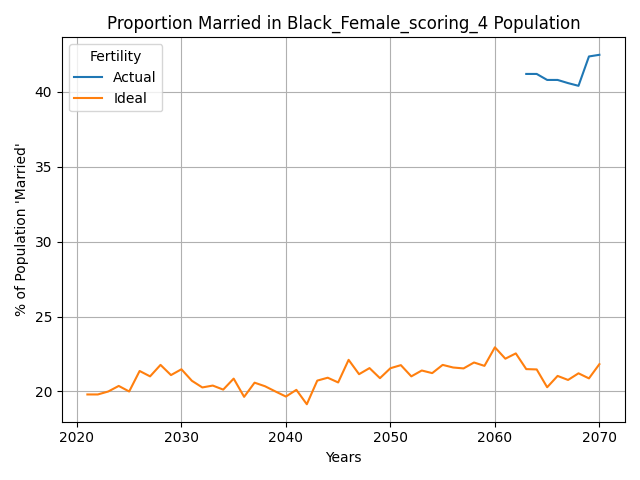 Proportion Married in Black_Female_scoring_4 Population
Fertility
Actual
Ideal
% of Population 'Married'
40
35
30
25
20
2020
2030
2040
2050
2060
2070
Years